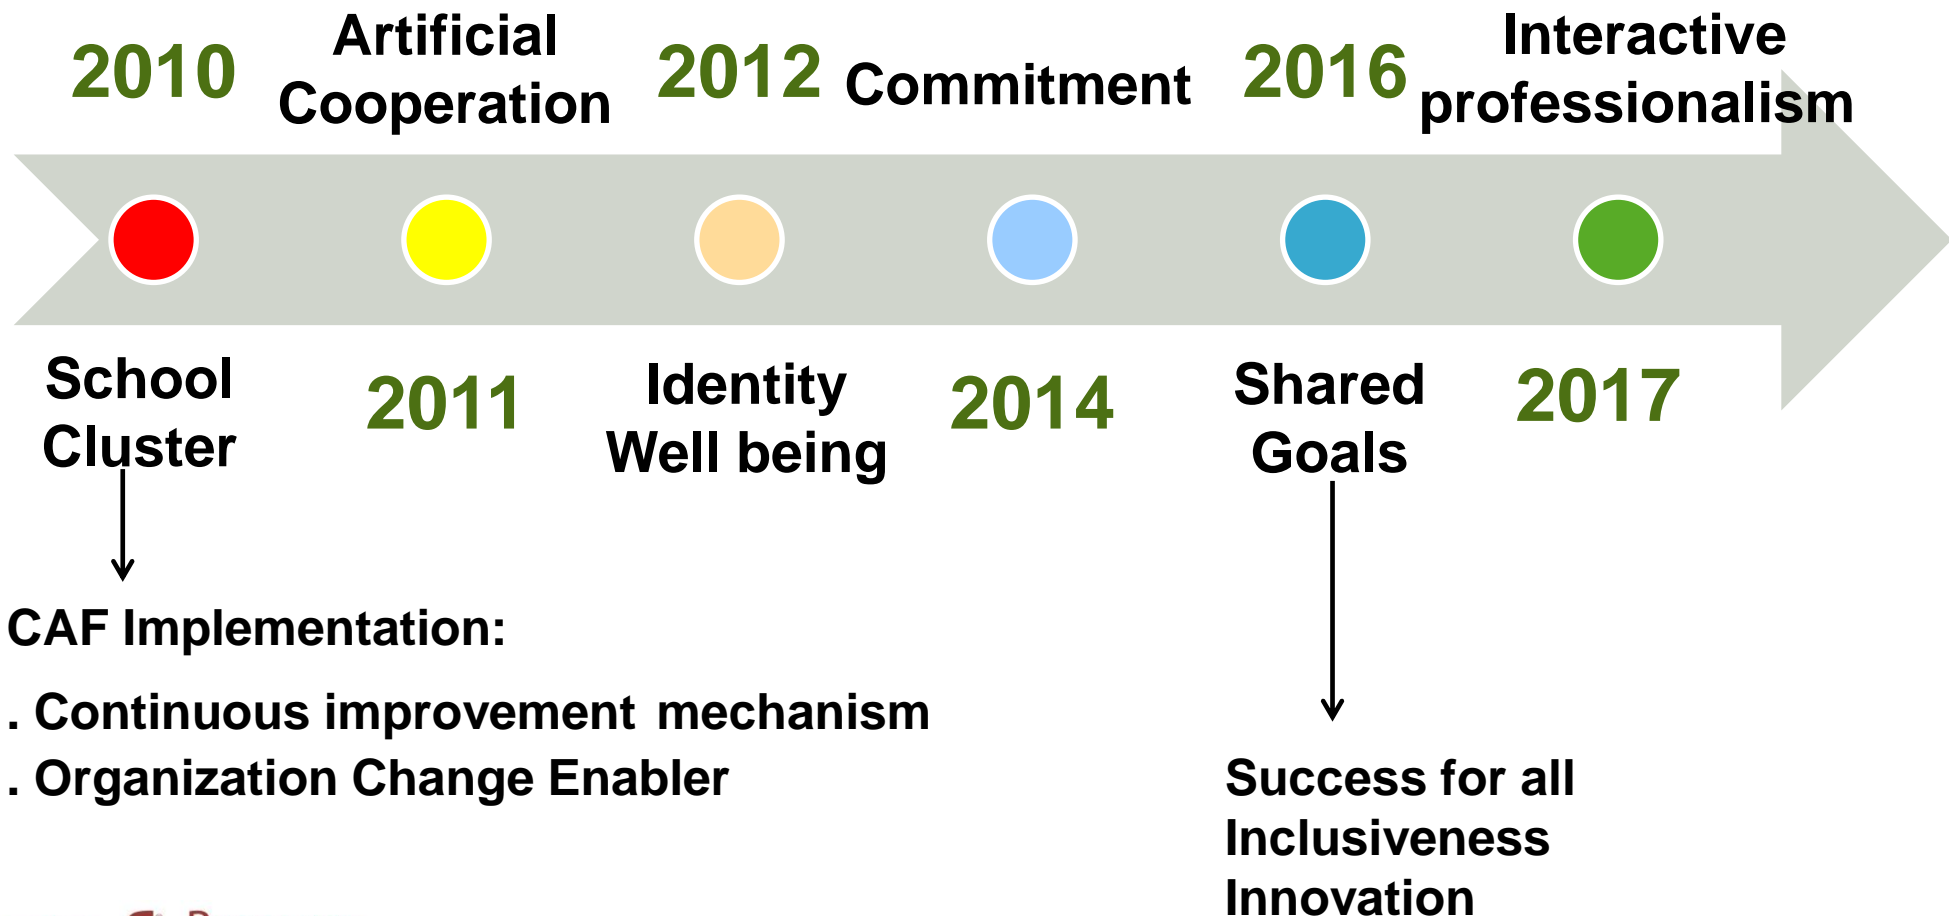 2010
Artificial
Cooperation
2012
Commitment
2016
Interactive
professionalism
School
Cluster
2011
Identity
Well being
2014
Shared
Goals
2017
CAF Implementation:
. Continuous improvement mechanism
. Organization Change Enabler
Success for all
Inclusiveness
Innovation